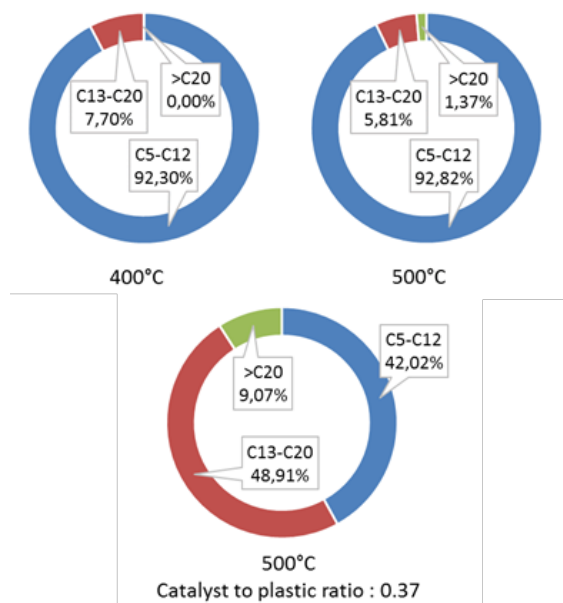 C13-C20
7,70%
>C20
0,00%
C5-C12
92,30%
400°C
C13-C20
5,81%
>C20
1,37%
C5-C12
92,82%
500°C
>C20
9,07%
C5-C12
42,02%
C13-C20
48,91%
500°C
Catalyst to plastic ratio : 0.37